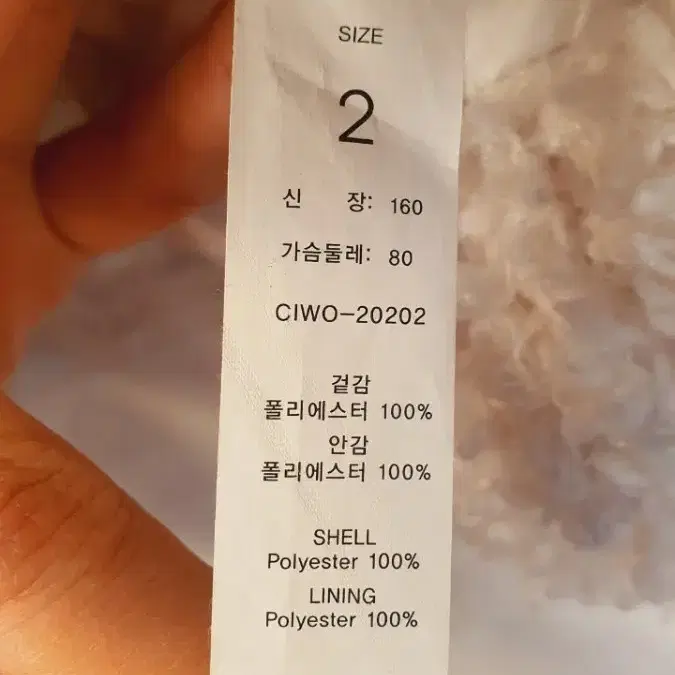 SIZE
2
신 장: 160
가슴둘레: 80
CIWO-20202
겉감
폴리에스터 100%
안감
폴리에스터 100%
SHELL
Polyester 100%
LINING
Polyester 100%